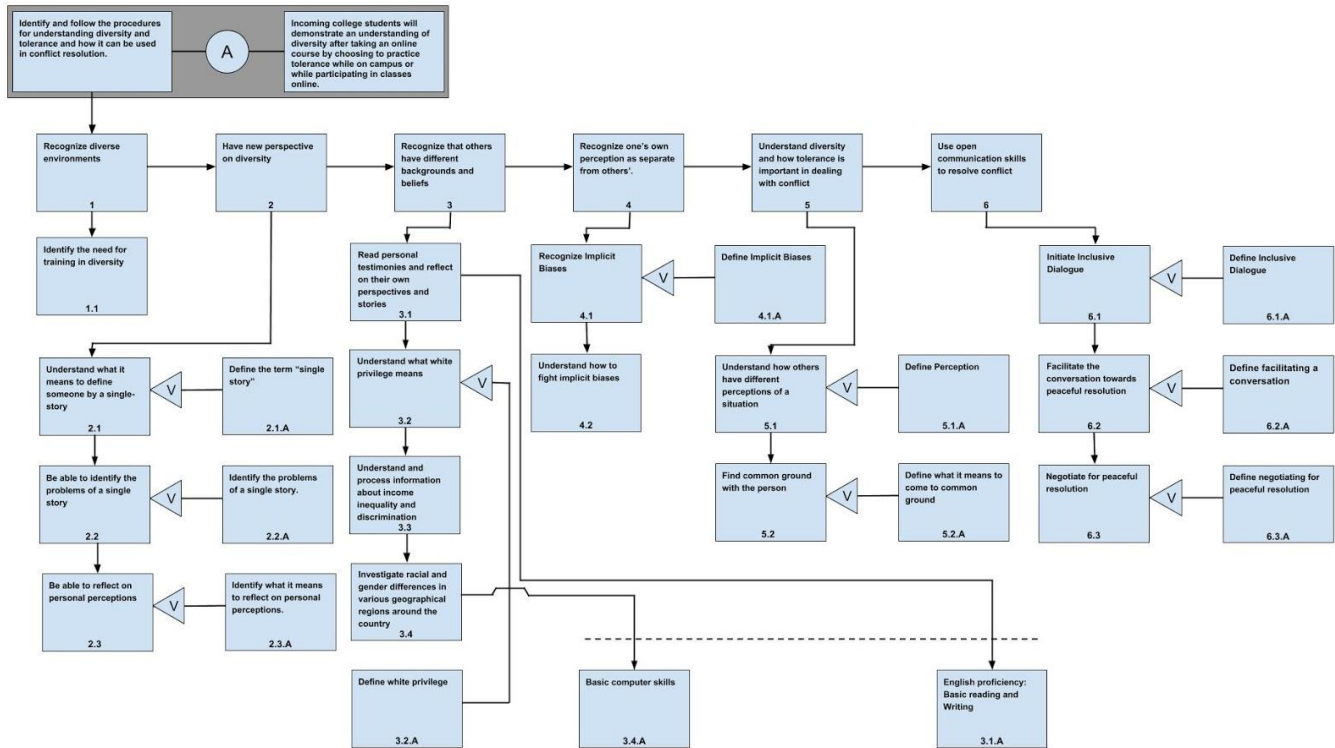 Identify and follow the procedures
for understanding diversity and
tolerance and how it can be used
in conflict resolution.
A
Incoming college students will
demonstrate an understanding of
diversity after taking an online
course by choosing to practice
tolerance while on campus or
while participating in classes
online.
Recognize diverse
environments
1
Have new perspective
on diversity
2
Recognize that others
have different
backgrounds and
beliefs
3
Recognize one's own
perception as separate
from others'.
4
Understand diversity
and how tolerance is
important in dealing
with conflict
5
Use open
communication skills
to resolve conflict
6
Identify the need for
training in diversity
1.1
Read personal
testimonies and reflect
on their own
perspectives and
stories
3.1
Recognize Implicit
Biases
4.1
V
Define Implicit Biases
4.1.A
Initiate Inclusive
Dialogue
6.1
V
Define Inclusive
Dialogue
6.1.A
Understand what it
means to define
someone by a single-
story
2.1
V
Define the term “single
story”
2.1.A
Understand what white
privilege means
3.2
V
Understand how to
fight implicit biases
4.2
Understand how others
have different
perceptions of a
situation
5.1
V
Define Perception
5.1.A
Facilitate the
conversation towards
peaceful resolution
6.2
V
Define facilitating a
conversation
6.2.A
Be able to identify the
problems of a single
story
2.2
V
Identify the problems
of a single story.
2.2.A
Understand and
process information
about income
inequality and
discrimination
3.3
Find common ground
with the person
5.2
V
Define what it means to
come to common
ground
5.2.A
Negotiate for peaceful
resolution
6.3
V
Define negotiating for
peaceful resolution
6.3.A
Be able to reflect on
personal perceptions
2.3
V
Identify what it means
to reflect on personal
perceptions.
2.3.A
Investigate racial and
gender differences in
various geographical
regions around the
country
3.4
Define white privilege
3.2.A
Basic computer skills
3.4.A
English proficiency:
Basic reading and
Writing
3.1.A